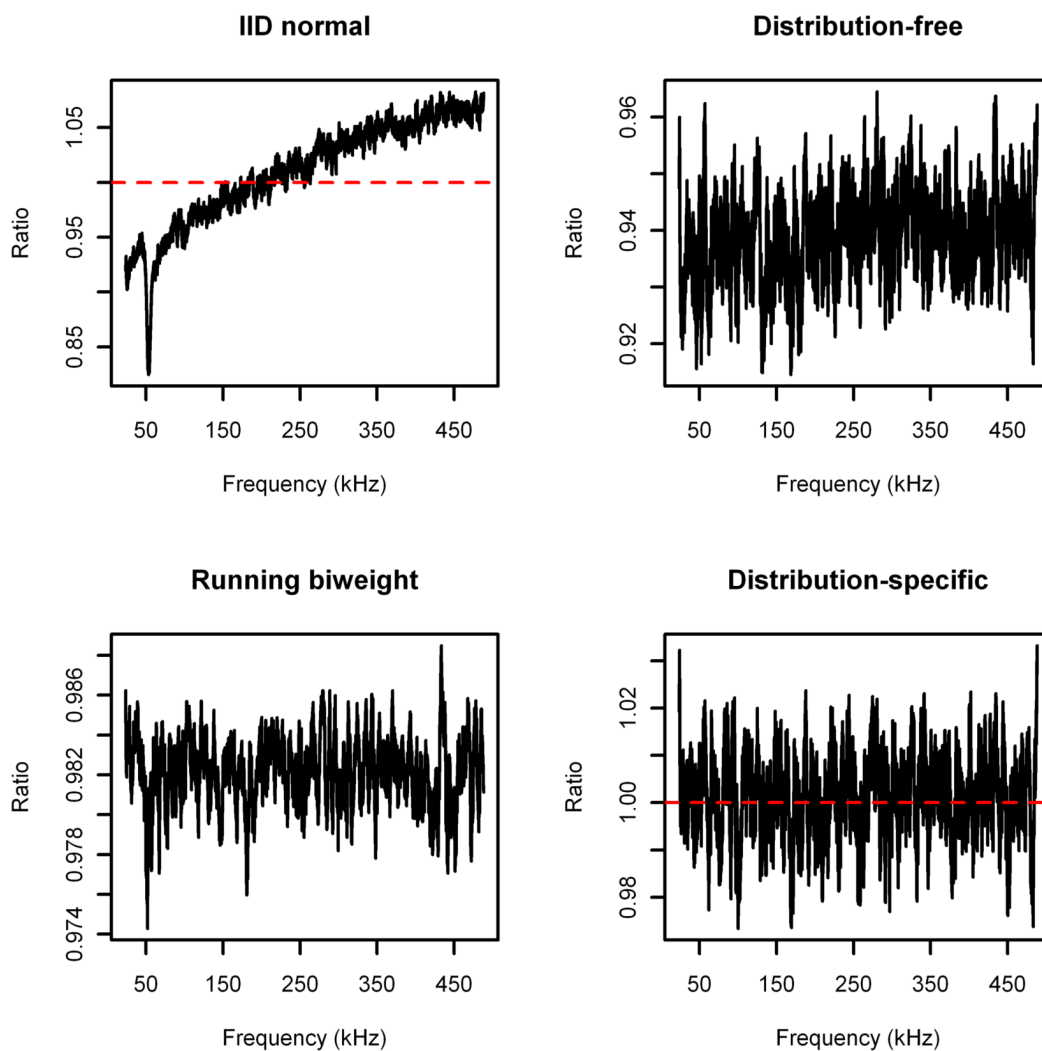 IID normal
Ratio
1.05
0.95
0.85
50 150 250 350 450
Frequency (kHz)
Distribution-free
Ratio
0.96
0.94
0.92
50 150 250 350 450
Frequency (kHz)
Running biweight
Ratio
0.986
0.982
0.978
0.974
50 150 250 350 450
Frequency (kHz)
Distribution-specific
Ratio
1.02
1.00
0.98
50 150 250 350 450
Frequency (kHz)